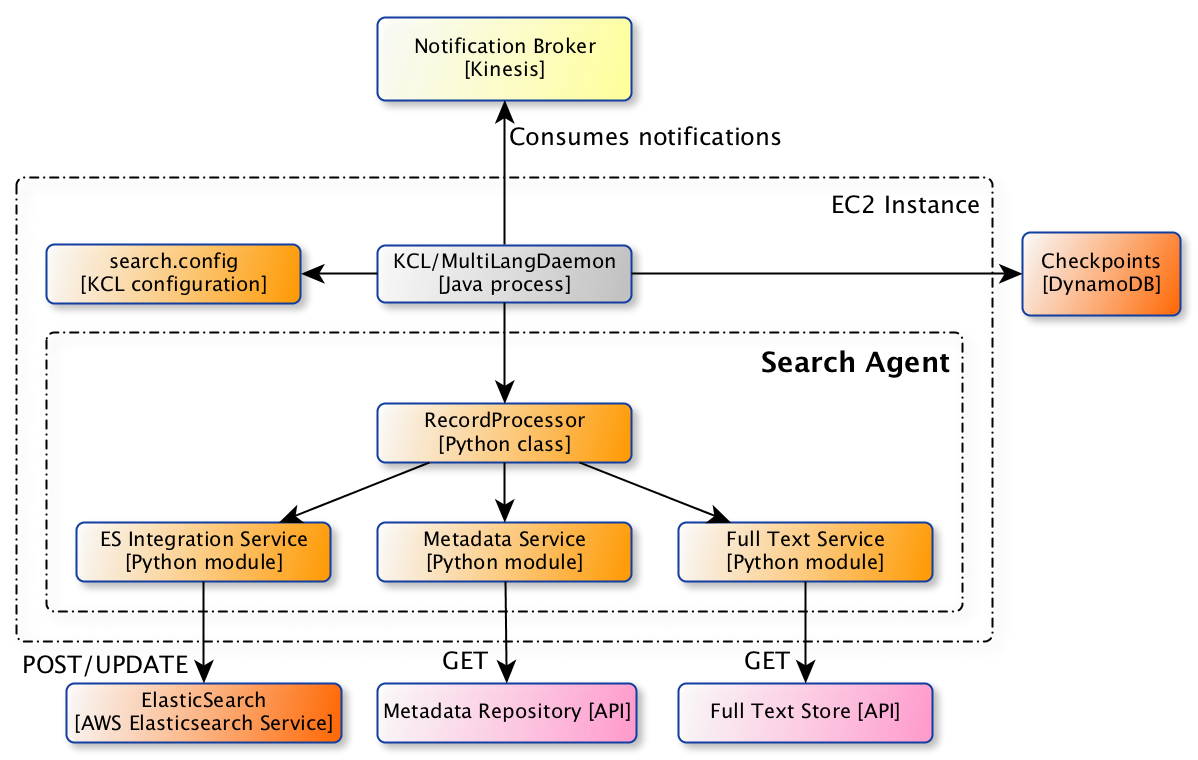 Notification Broker
[Kinesis]
Consumes notifications
EC2 Instance
search.config
[KCL configuration]
KCL/MultiLangDaemon
[Java process]
Checkpoints
[DynamoDB]
Search Agent
RecordProcessor
[Python class]
ES Integration Service
[Python module]
Metadata Service
[Python module]
Full Text Service
[Python module]
POST/UPDATE
GET
GET
ElasticSearch
[AWS Elasticsearch Service]
Metadata Repository [API]
Full Text Store [API]